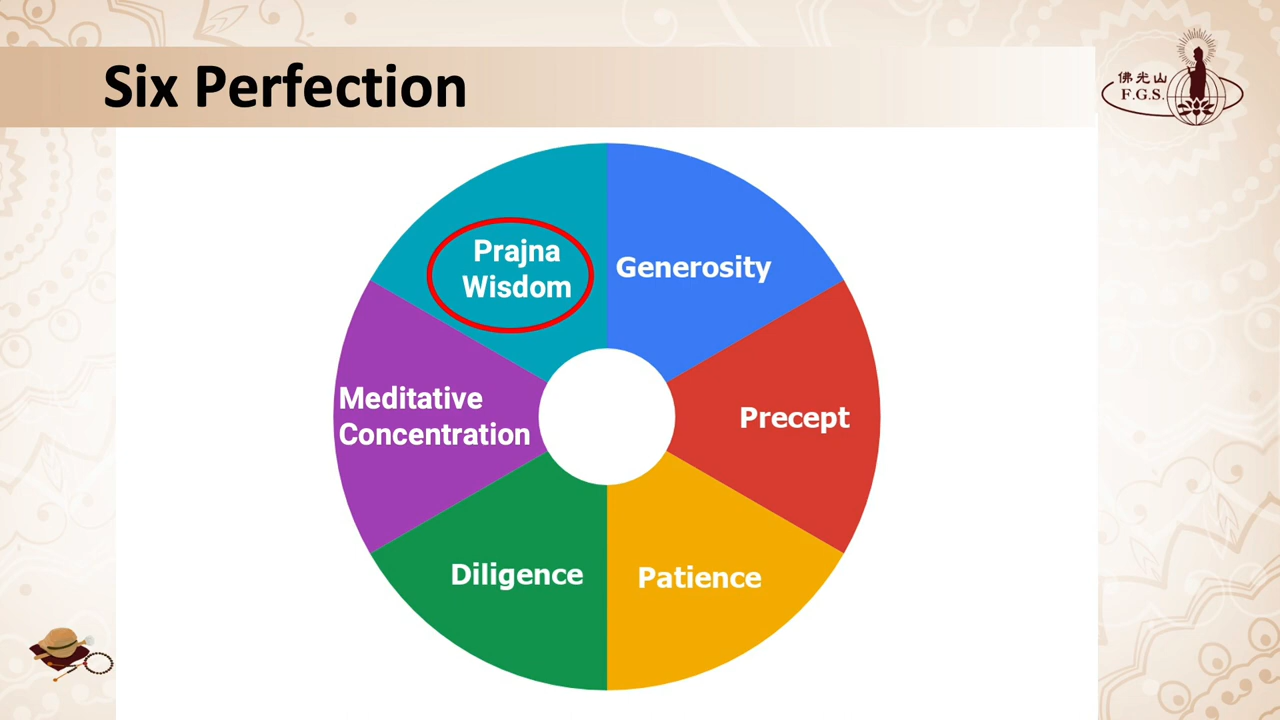 Six Perfection
佛光山
F.G.S.
Prajna
Wisdom
Generosity
Meditative
Concentration
Precept
Diligence
Patience